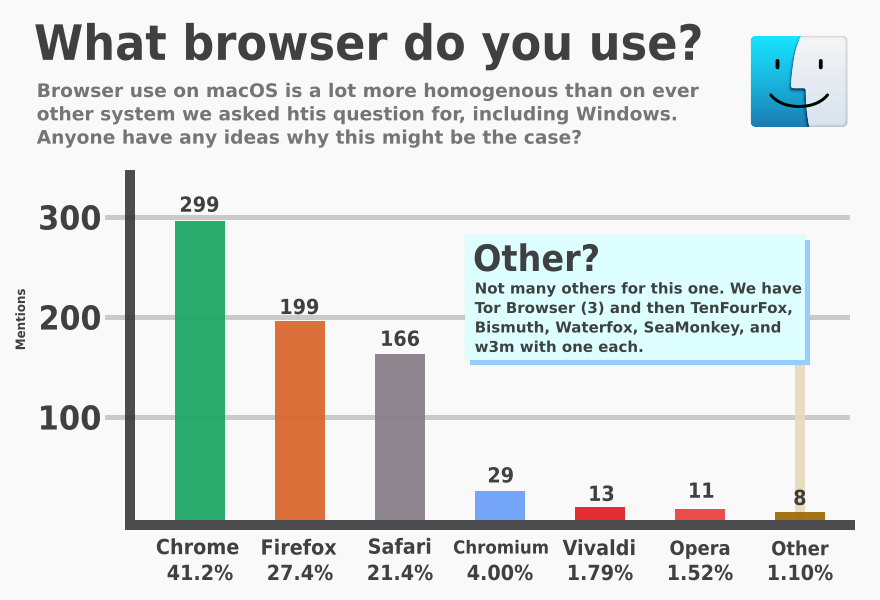 What browser do you use?
Browser use on macOS is a lot more homogenous than on ever
other system we asked htis question for, including Windows.
Anyone have any ideas why this might be the case?
Mentions
300
200
100
299
199
166
29
13
11
8
Other?
Not many others for this one. We have
Tor Browser (3) and then TenFourFox,
Bismuth, Waterfox, SeaMonkey, and
w3m with one each.
Chrome Firefox Safari Chromium Vivaldi Opera Other
41.2% 27.4% 21.4% 4.00% 1.79% 1.52% 1.10%